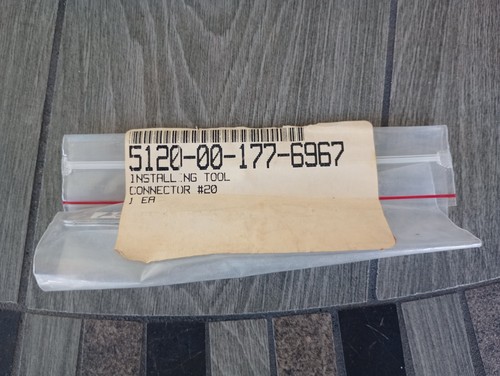 5120-00-177-6967
INSTALL.NG TOOL
CONNECTOR #20
1 EA